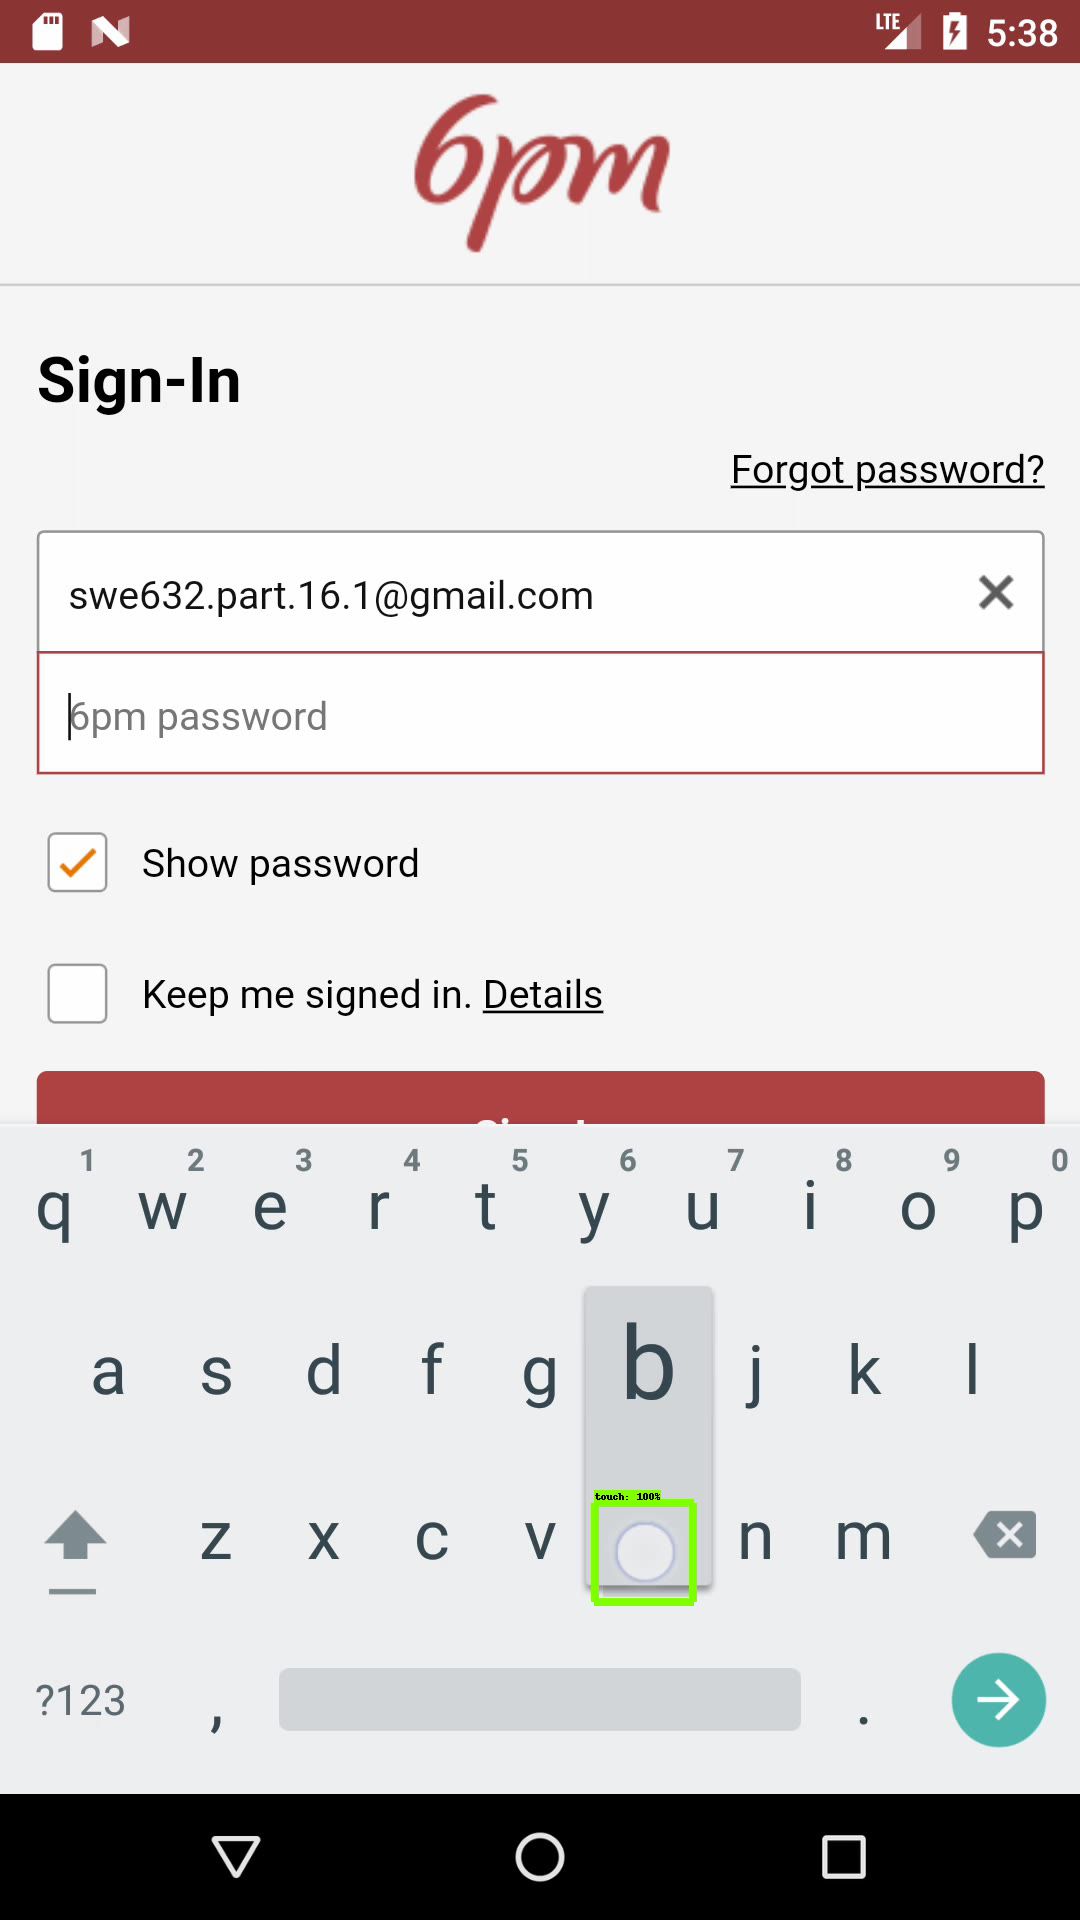 LTE 5:38
6pm
Sign-In
Forgot password?
swe632.part.16.1@gmail.com
6pm password
Show password
Keep me signed in. Details
1 2 3 4 5 6 7 8 9 0
q w e r t y u i o p
a s d f g b j k l
touch: 100%
z x c v n m
?123 , .